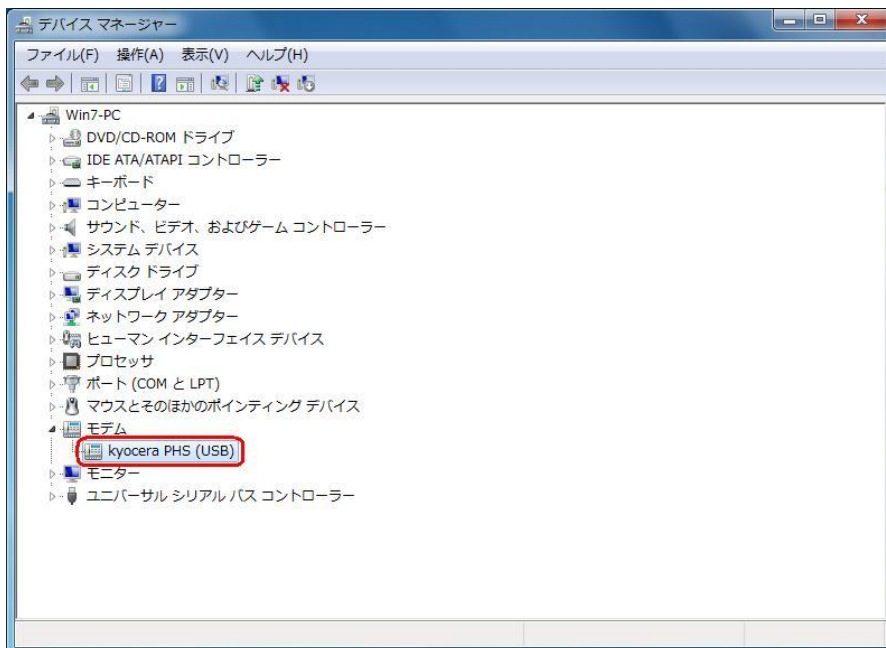 デバイス マネージャー
ファイル(F) 操作(A) 表示(V) ヘルプ(H)
Win7-PC
DVD/CD-ROM ドライブ
IDE ATA/ATAPI コントローラー
キーボード
コンピューター
サウンド、ビデオ、およびゲーム コントローラー
システム デバイス
ディスク ドライブ
ディスプレイ アダプター
ネットワーク アダプター
ヒューマン インターフェイス デバイス
プロセッサ
ポート (COM と LPT)
マウスとそのほかのポインティング デバイス
モデム
kyocera PHS (USB)
モニター
ユニバーサル シリアル バス コントローラー